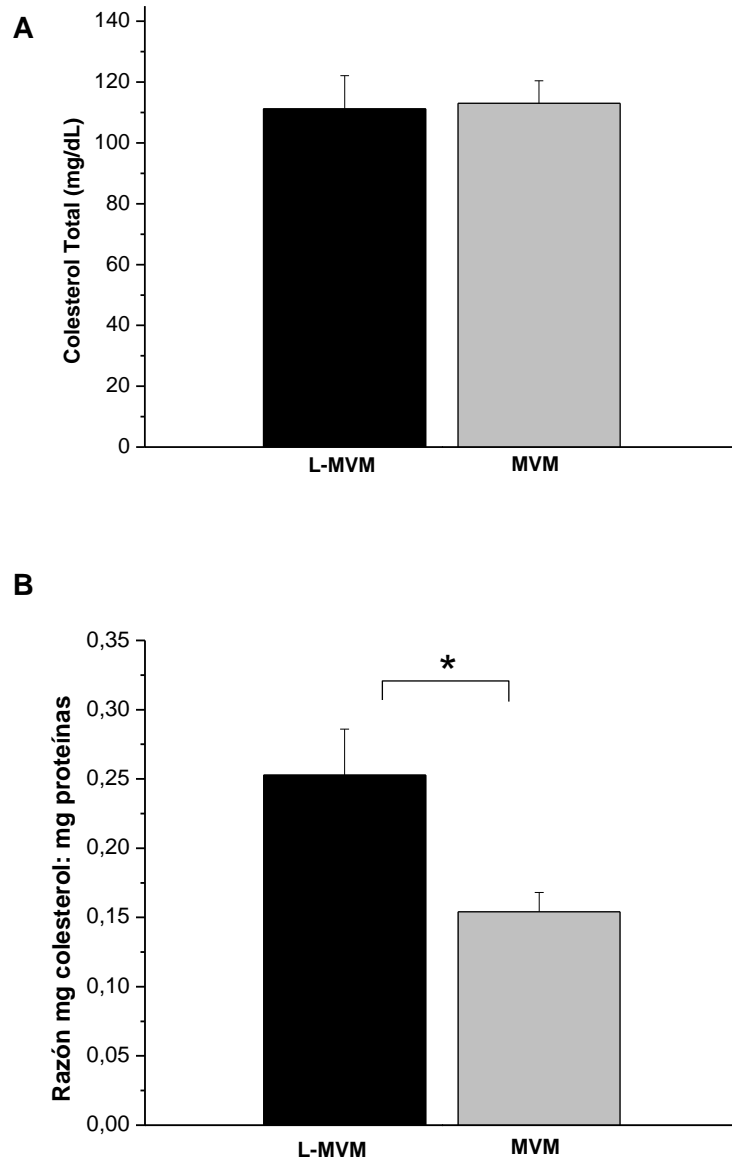 A
Colesterol Total (mg/dL)
140
120
100
80
60
40
20
0
L-MVM MVM
B
Razón mg colesterol: mg proteínas
0,35
0,30
0,25
0,20
0,15
0,10
0,05
0,00
*
L-MVM MVM